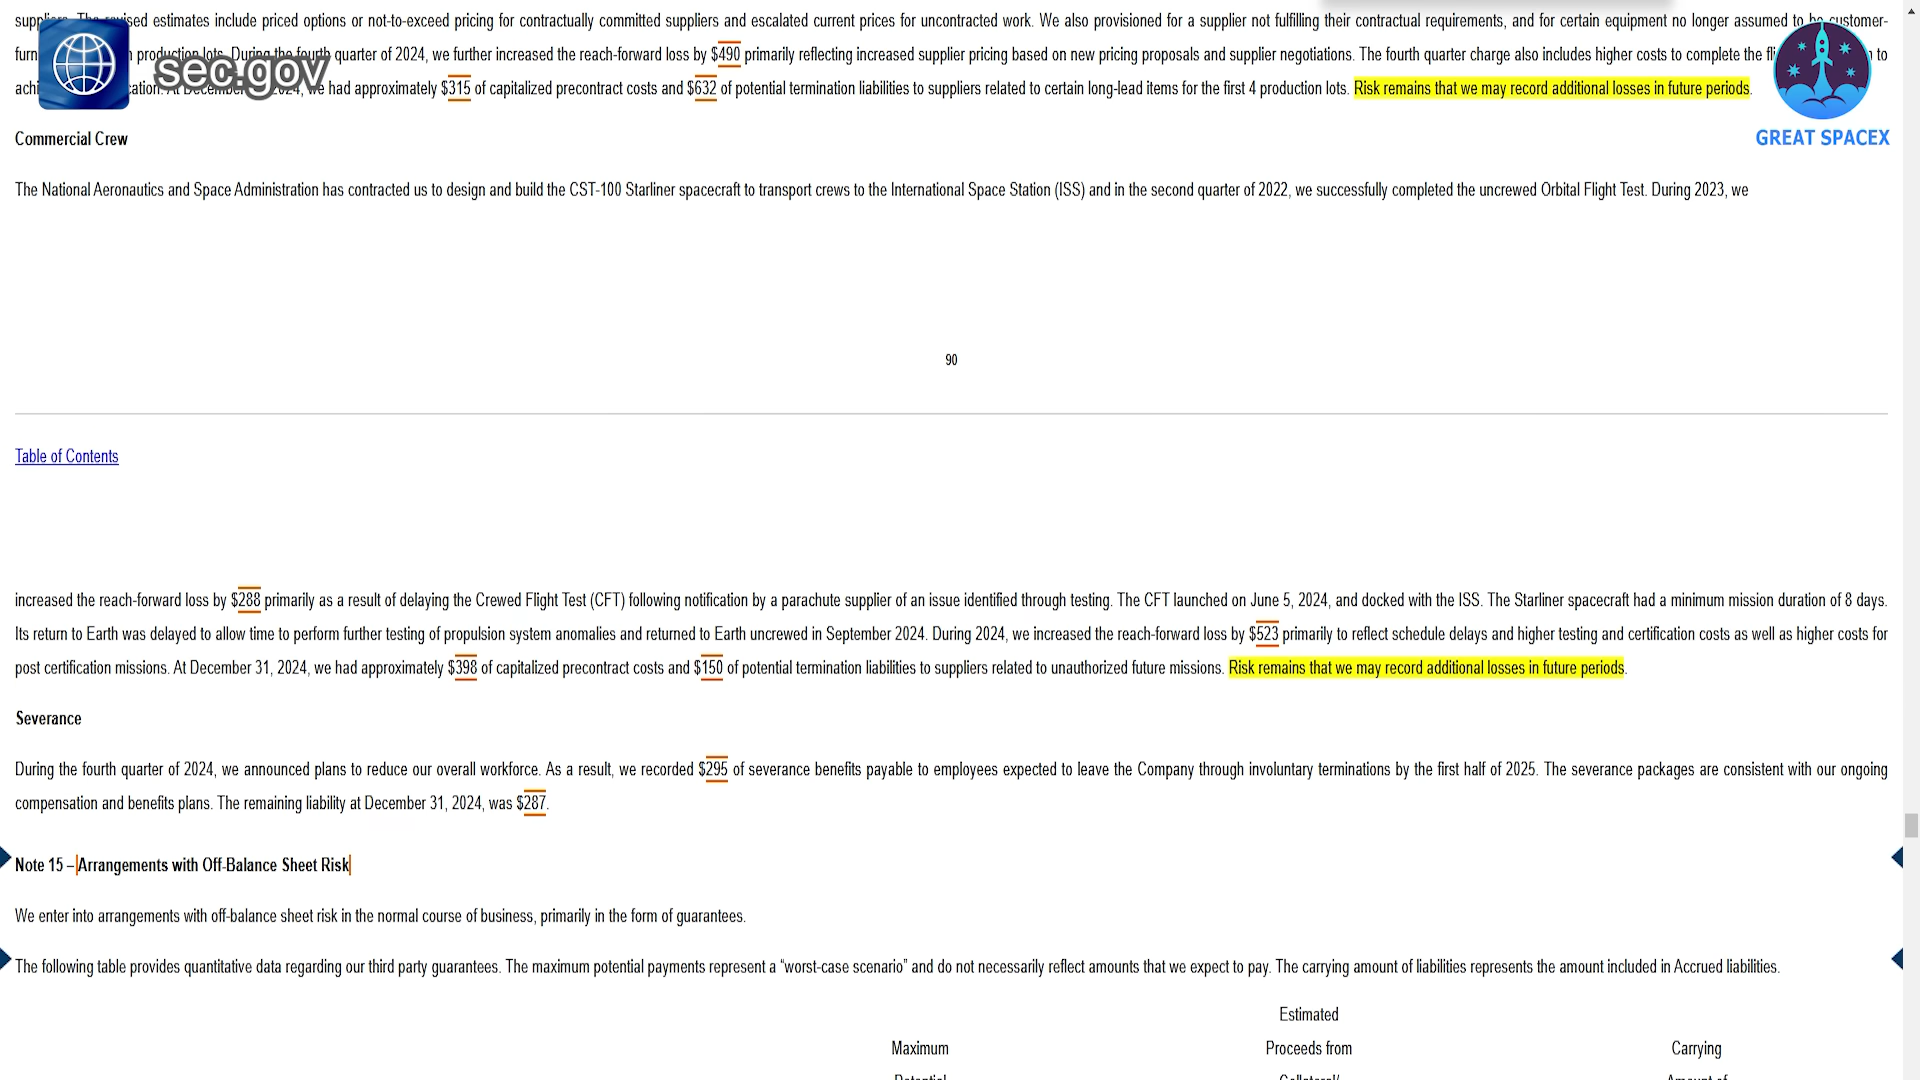 suppliers. The revised estimates include priced options or not-to-exceed pricing for contractually committed suppliers and escalated current prices for uncontracted work. We also provisioned for a supplier not fulfilling their contractual requirements, and for certain equipment no longer assumed to be customer-
production lots. During the fourth quarter of 2024, we further increased the reach-forward loss by $490 primarily reflecting increased supplier pricing based on new pricing proposals and supplier negotiations. The fourth quarter charge also includes higher costs to complete the to
2024, we had approximately $315 of capitalized precontract costs and $632 of potential termination liabilities to suppliers related to certain long-lead items for the first 4 production lots. Risk remains that we may record additional losses in future periods.
sec.gov
GREAT SPACEX
Commercial Crew
The National Aeronautics and Space Administration has contracted us to design and build the CST-100 Starliner spacecraft to transport crews to the International Space Station (ISS) and in the second quarter of 2022, we successfully completed the uncrewed Orbital Flight Test. During 2023, we
90
Table of Contents
increased the reach-forward loss by $288 primarily as a result of delaying the Crewed Flight Test (CFT) following notification by a parachute supplier of an issue identified through testing. The CFT launched on June 5, 2024, and docked with the ISS. The Starliner spacecraft had a minimum mission duration of 8 days.
Its return to Earth was delayed to allow time to perform further testing of propulsion system anomalies and returned to Earth uncrewed in September 2024. During 2024, we increased the reach-forward loss by $523 primarily to reflect schedule delays and higher testing and certification costs as well as higher costs for
post certification missions. At December 31, 2024, we had approximately $398 of capitalized precontract costs and $150 of potential termination liabilities to suppliers related to unauthorized future missions. Risk remains that we may record additional losses in future periods.
Severance
During the fourth quarter of 2024, we announced plans to reduce our overall workforce. As a result, we recorded $295 of severance benefits payable to employees expected to leave the Company through involuntary terminations by the first half of 2025. The severance packages are consistent with our ongoing
compensation and benefits plans. The remaining liability at December 31, 2024, was $287.
Note 15 – Arrangements with Off-Balance Sheet Risk
We enter into arrangements with off-balance sheet risk in the normal course of business, primarily in the form of guarantees.
The following table provides quantitative data regarding our third party guarantees. The maximum potential payments represent a “worst-case scenario” and do not necessarily reflect amounts that we expect to pay. The carrying amount of liabilities represents the amount included in Accrued liabilities.
Estimated
Maximum Proceeds from Carrying